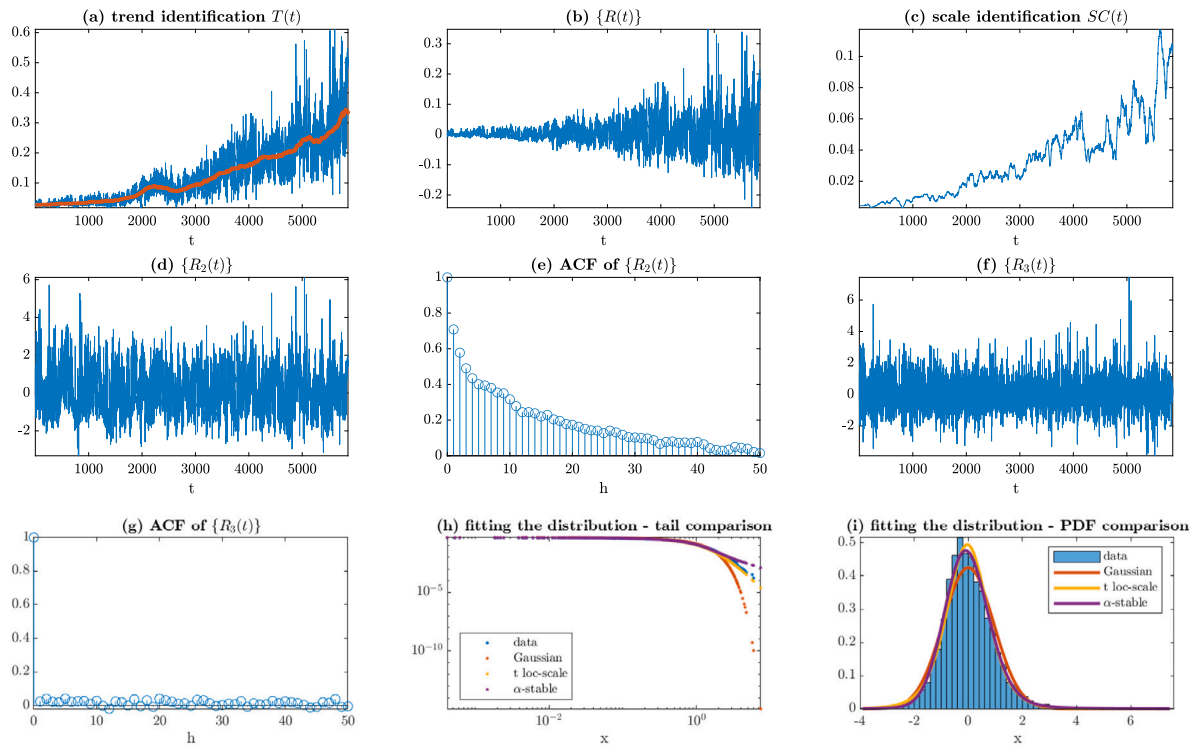 (a) trend identification T(t)
0.6
0.5
0.4
0.3
0.2
0.1
1000 2000 3000 4000 5000
t
(b) {R(t)}
0.3
0.2
0.1
0
-0.1
-0.2
1000 2000 3000 4000 5000
t
(c) scale identification SC(t)
0.1
0.08
0.06
0.04
0.02
1000 2000 3000 4000 5000
t
(d) {R₂(t)}
6
4
2
0
-2
1000 2000 3000 4000 5000
t
(e) ACF of {R₂(t)}
1
0.8
0.6
0.4
0.2
0
0 10 20 30 40 50
h
(f) {R₃(t)}
6
4
2
0
-2
1000 2000 3000 4000 5000
t
(g) ACF of {R₃(t)}
1
0.8
0.6
0.4
0.2
0
0 10 20 30 40 50
h
(h) fitting the distribution - tail comparison
10⁻⁵
10⁻¹⁰
data
Gaussian
t loc-scale
α-stable
10⁻² 10⁰
x
(i) fitting the distribution - PDF comparison
0.5
0.4
0.3
0.2
0.1
0
data
Gaussian
t loc-scale
α-stable
-4 -2 0 2 4 6
x